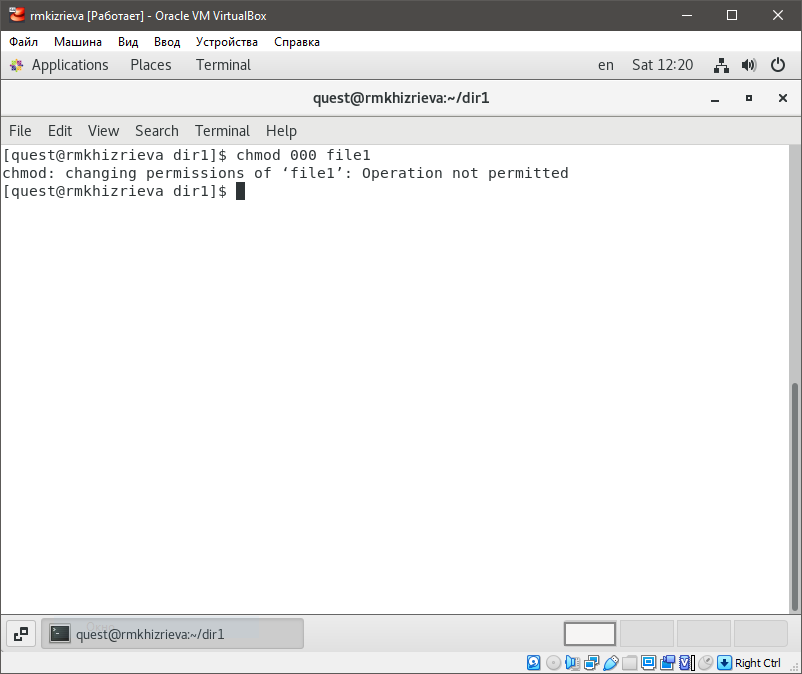 rmkizrieva [Работает] - Oracle VM VirtualBox
Файл Машина Вид Ввод Устройства Справка
Applications Places Terminal en Sat 12:20
quest@rmkhizrieva:~/dir1
File Edit View Search Terminal Help
[quest@rmkhizrieva dir1]$ chmod 000 file1
chmod: changing permissions of ‘file1’: Operation not permitted
[quest@rmkhizrieva dir1]$
quest@rmkhizrieva:~/dir1
Right Ctrl